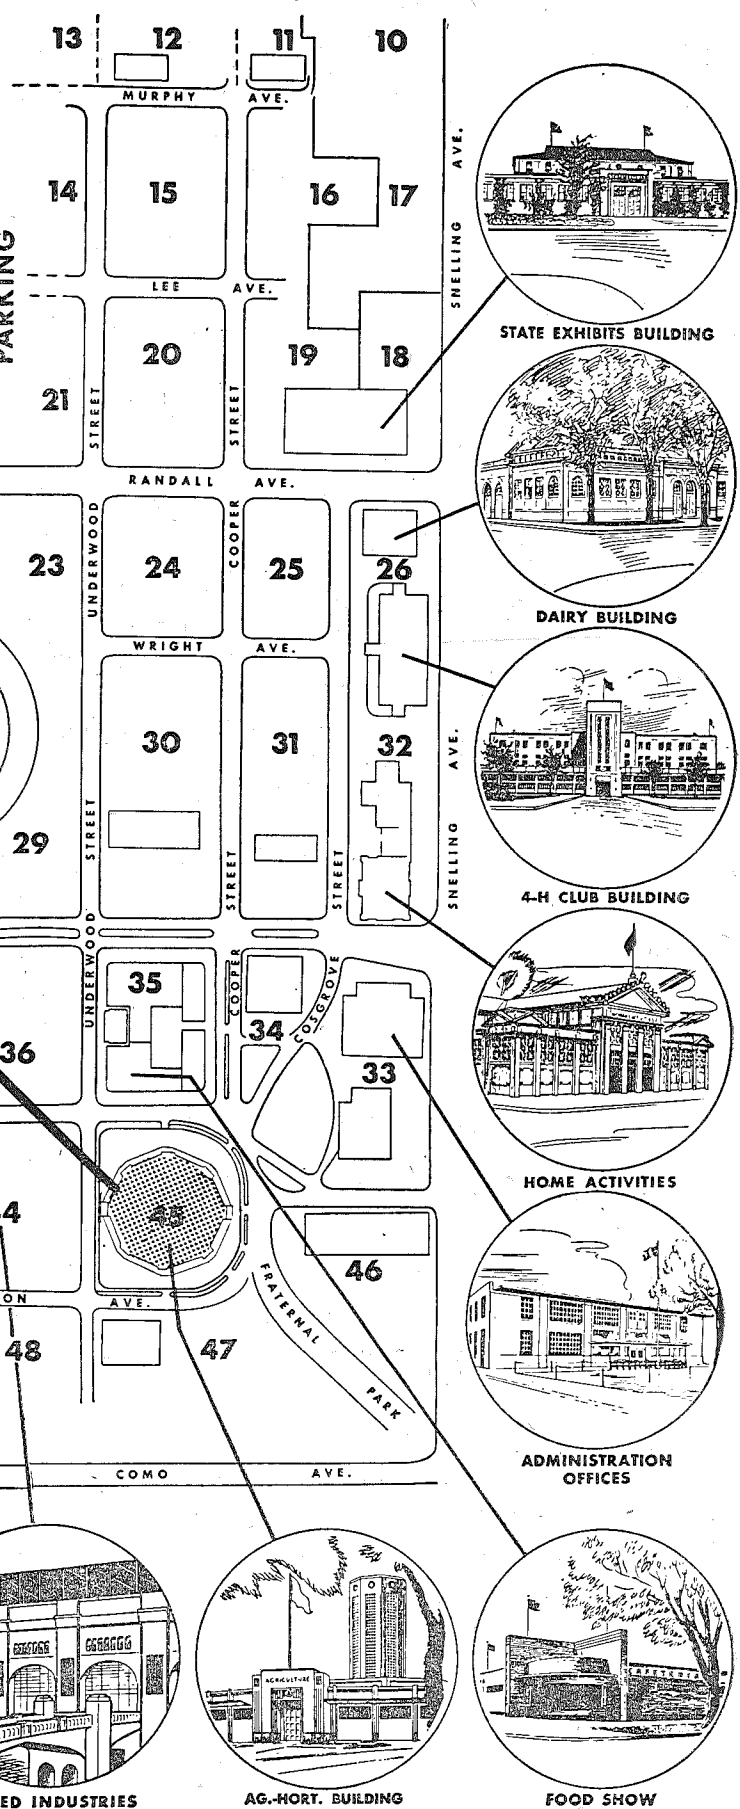 13
12
11
10
MURPHY AVE.
14
15
16
17
SNELLING AVE.
PARKING
LEE AVE.
STATE EXHIBITS BUILDING
20
19
18
21
STREET
STREET
RANDALL AVE.
UNDERWOOD
COOPER
23
24
25
26
DAIRY BUILDING
WRIGHT AVE.
30
31
32
29
STREET
STREET
STREET
SNELLING AVE.
4-H CLUB BUILDING
UNDERWOOD
COOPER
COSGROVE
35
34
36
33
HOME ACTIVITIES
4
45
46
ON AVE.
FRATERNAL PARK
48
47
ADMINISTRATION
OFFICES
COMO AVE.
AGRICULTURE
CAFETERIA
ED INDUSTRIES
AG.-HORT. BUILDING
FOOD SHOW